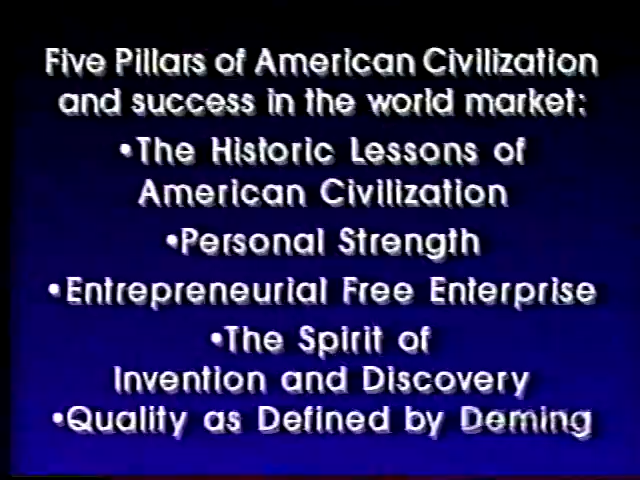 Five Pillars of American Civilization
and success in the world market:
•The Historic Lessons of
American Civilization
•Personal Strength
•Entrepreneurial Free Enterprise
•The Spirit of
Invention and Discovery
•Quality as Defined by Deming